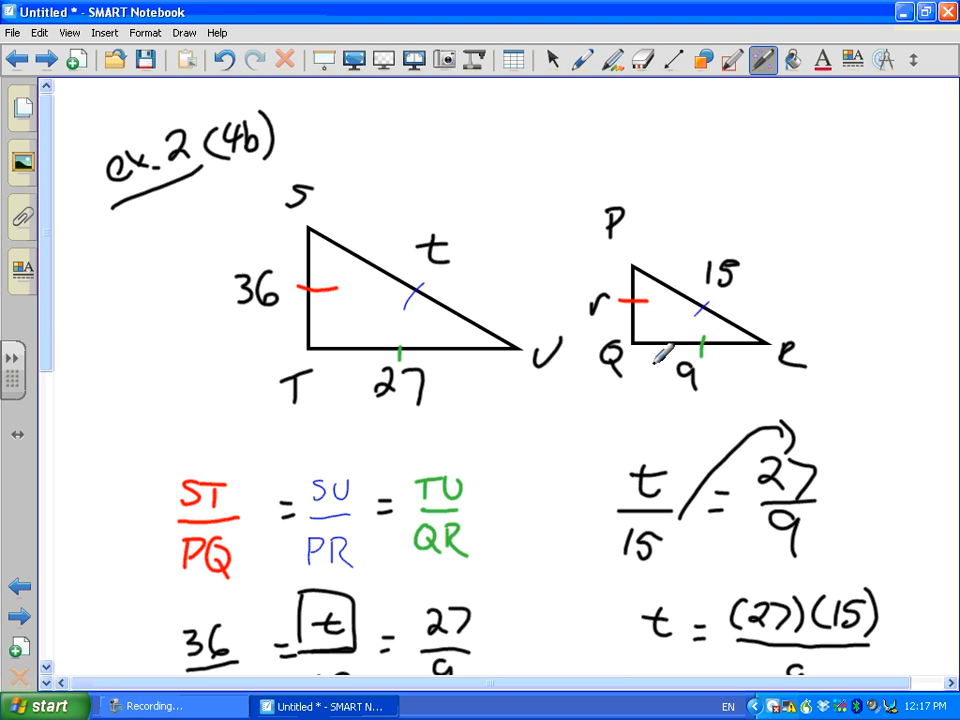 Untitled * - SMART Notebook
File Edit View Insert Format Draw Help
ex. 2 (4b)
S
P
t
15
36
r
U
Q
R
T
27
9
ST/PQ = SU/PR = TU/QR
t/15 = 27/9
36 = t = 27/9
t = (27)(15)/9
start
Recording...
Untitled * - SMART N...
EN
12:17 PM